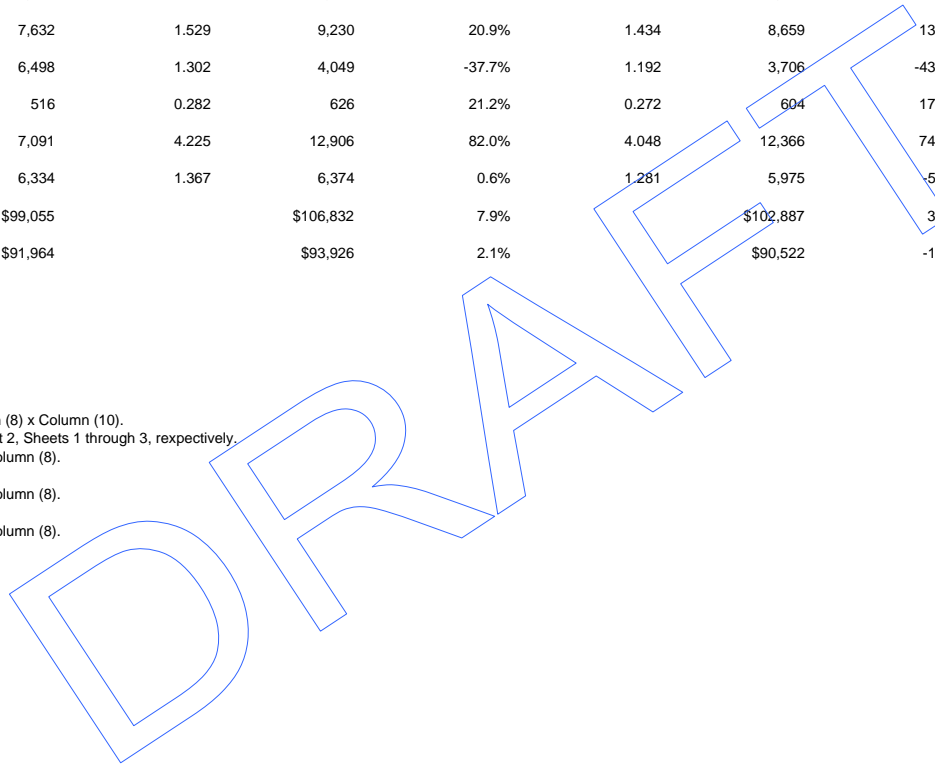 7,632 1.529 9,230 20.9% 1.434 8,659 13
6,498 1.302 4,049 -37.7% 1.192 3,706 -43
516 0.282 626 21.2% 0.272 604 17
7,091 4.225 12,906 82.0% 4.048 12,366 74
6,334 1.367 6,374 0.6% 1.281 5,975 -5
$99,055 $106,832 7.9% $102,887 3
$91,964 $93,926 2.1% $90,522 -1
(8) x Column (10).
t 2, Sheets 1 through 3, rexpectively.
olumn (8).
olumn (8).
olumn (8).
DRAFT